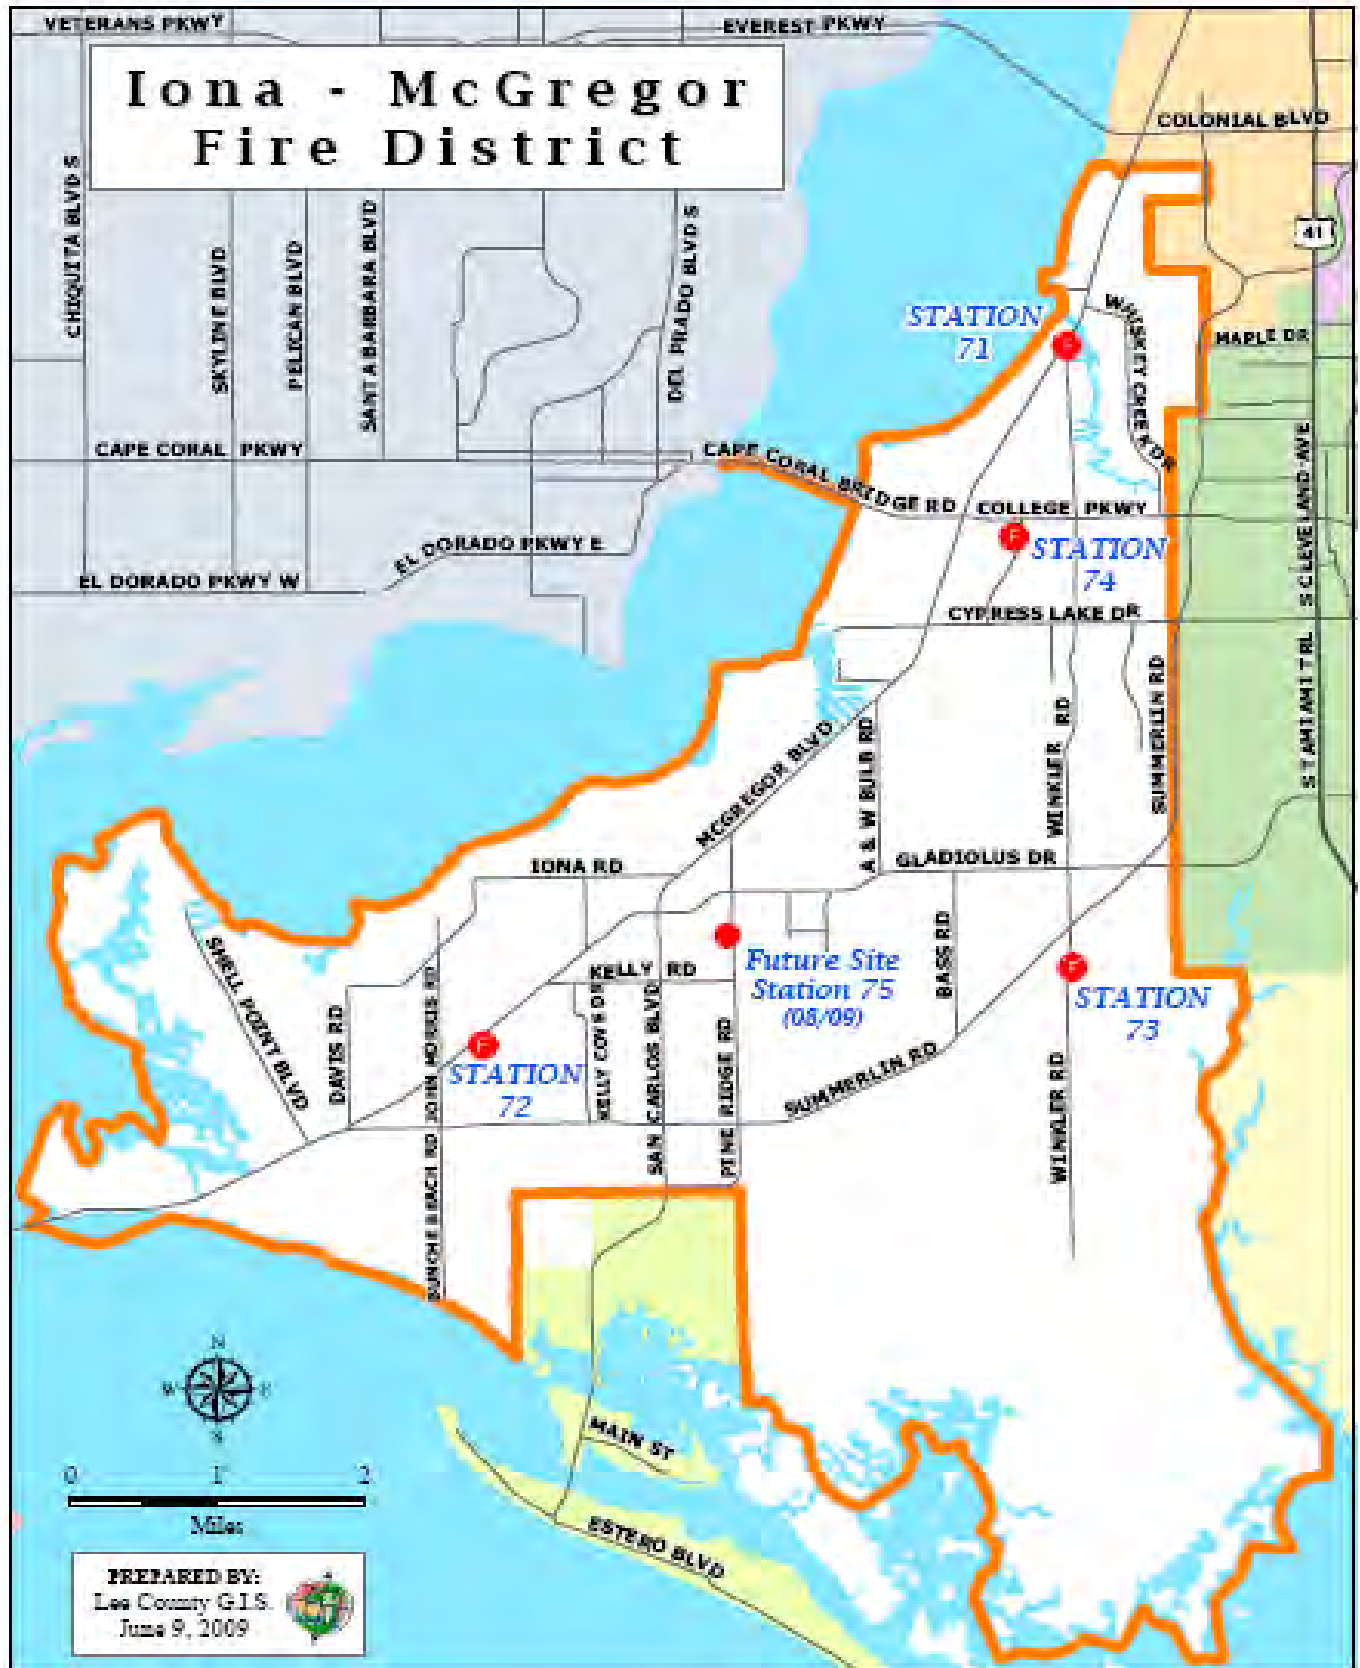 VETERANS PKWY
EVEREST PKWY
Iona - McGregor
Fire District
COLONIAL BLVD
CHIQUITA BLVD S
SKYLINE BLVD
PELICAN BLVD
SANTABARBARA BLVD
DEL PRADO BLVD S
41
STATION
71
WHISKEY CREEK DR
MAPLE DR
CAPE CORAL PKWY
CAPE CORAL BRIDGE RD
COLLEGE PKWY
F
STATION
74
EL DORADO PKWY E
EL DORADO PKWY W
CYPRESS LAKE DR
S CLEVELAND AVE
S TAMIAMI TRL
MCGREGOR BLVD
A & W BULB RD
WINKLER RD
SUMMERLIN RD
IONA RD
GLADIOLUS DR
SHELL POINT BLVD
DAVIS RD
JOHN MORRIS RD
BUNCHE BEACH RD
KELLY RD
KELLY COVE DR
SAN CARLOS BLVD
PINE RIDGE RD
Future Site
Station 75
(08/09)
BASS RD
F
STATION
73
F
STATION
72
SUMMERLIN RD
WINKLER RD
N
W
E
S
0 1 2
Miles
MAIN ST
ESTERO BLVD
PREPARED BY:
Lee County G.I.S.
June 9, 2009